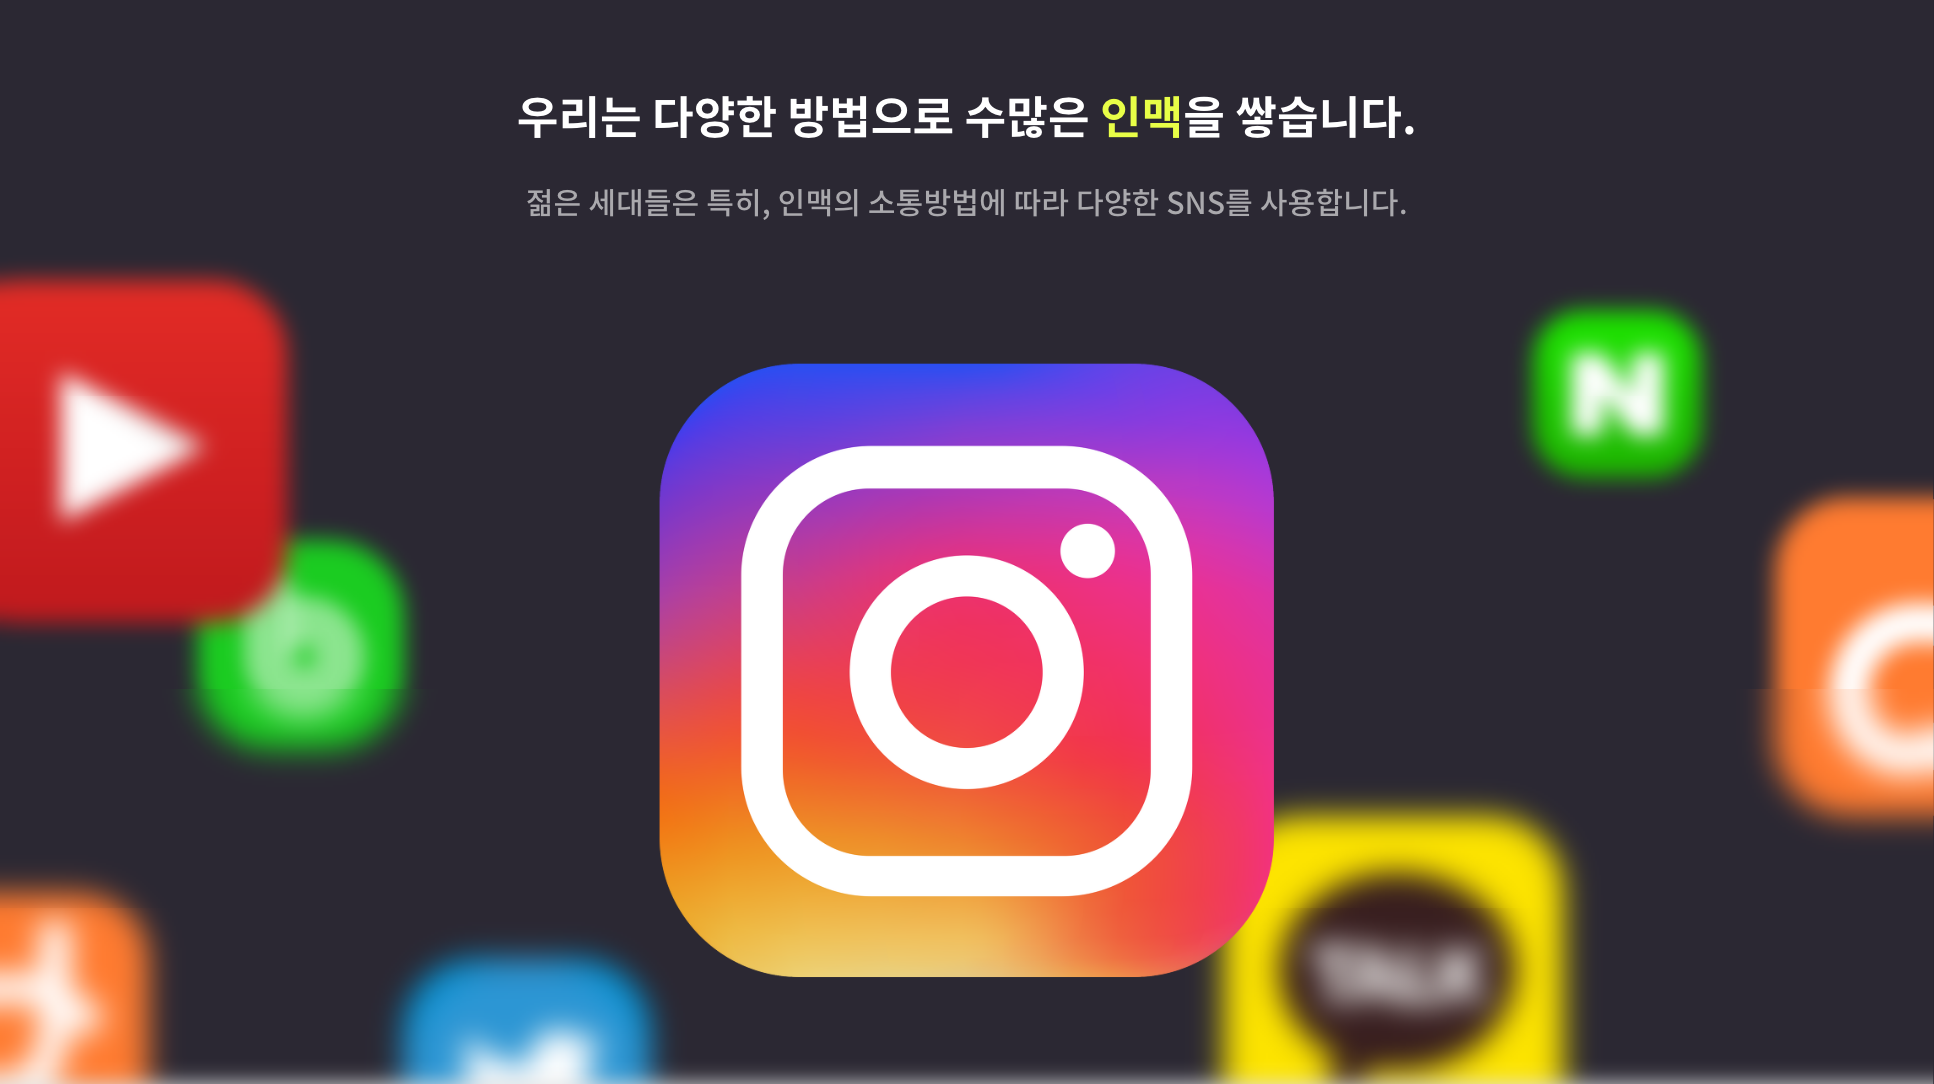 우리는 다양한 방법으로 수많은 인맥을 쌓습니다.
젊은 세대들은 특히, 인맥의 소통방법에 따라 다양한 SNS를 사용합니다.
N
TALK